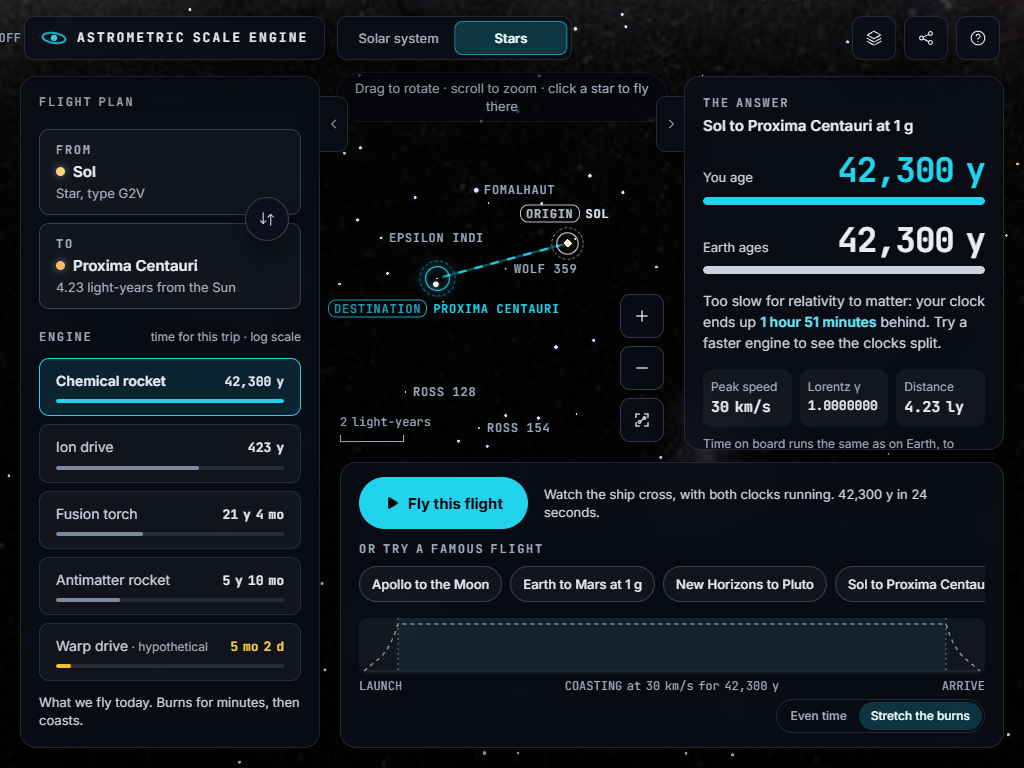 OFF
ASTROMETRIC SCALE ENGINE
Solar system
Stars
FLIGHT PLAN
FROM
Sol
Star, type G2V
TO
Proxima Centauri
4.23 light-years from the Sun
ENGINE
time for this trip · log scale
Chemical rocket
42,300 y
Ion drive
423 y
Fusion torch
21 y 4 mo
Antimatter rocket
5 y 10 mo
Warp drive · hypothetical
5 mo 2 d
What we fly today. Burns for minutes, then
coasts.
Drag to rotate · scroll to zoom · click a star to fly
there
FOMALHAUT
ORIGIN SOL
EPSILON INDI
WOLF 359
DESTINATION PROXIMA CENTAURI
ROSS 128
2 light-years
ROSS 154
THE ANSWER
Sol to Proxima Centauri at 1 g
You age
42,300 y
Earth ages
42,300 y
Too slow for relativity to matter: your clock
ends up 1 hour 51 minutes behind. Try a
faster engine to see the clocks split.
Peak speed
30 km/s
Lorentz γ
1.0000000
Distance
4.23 ly
Time on board runs the same as on Earth, to
Fly this flight
Watch the ship cross, with both clocks running. 42,300 y in 24
seconds.
OR TRY A FAMOUS FLIGHT
Apollo to the Moon
Earth to Mars at 1 g
New Horizons to Pluto
Sol to Proxima Centau
LAUNCH
COASTING at 30 km/s for 42,300 y
ARRIVE
Even time
Stretch the burns